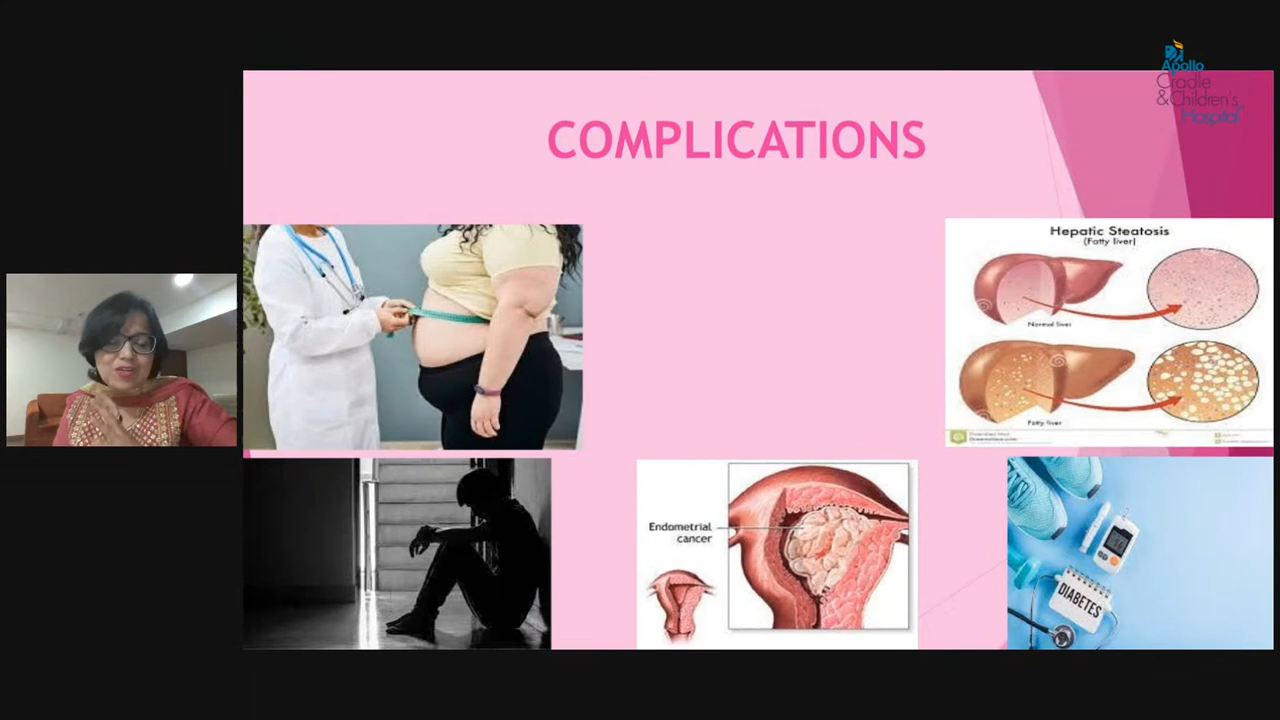 Apollo
Cradle
&Children's
Hospital
COMPLICATIONS
Hepatic Steatosis
(Fatty liver)
Normal liver
Fatty liver
Endometrial
cancer
DIABETES